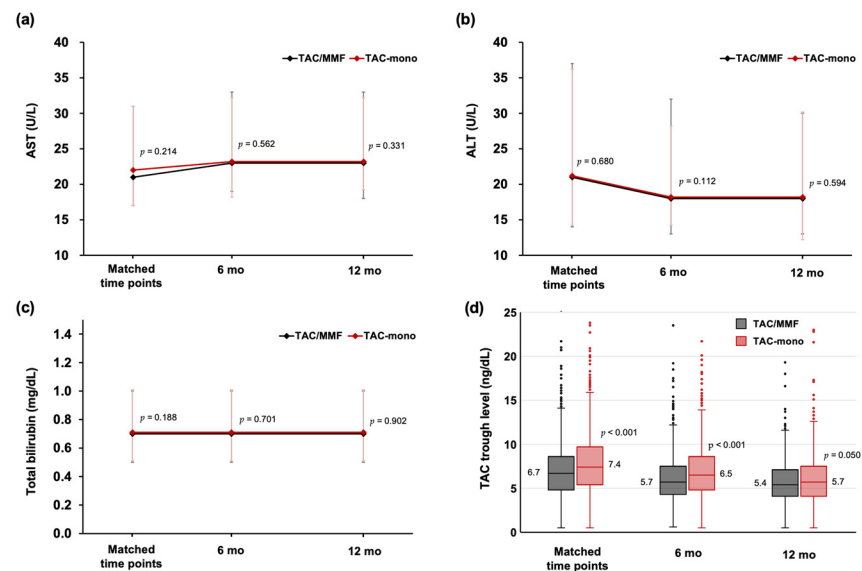 (a)
TAC/MMF TAC-mono
AST (U/L)
40
35
30
25
20
15
10
p = 0.214
p = 0.562
p = 0.331
Matched
time points
6 mo
12 mo
(b)
TAC/MMF TAC-mono
ALT (U/L)
40
35
30
25
20
15
10
p = 0.680
p = 0.112
p = 0.594
Matched
time points
6 mo
12 mo
(c)
TAC/MMF TAC-mono
Total bilirubin (mg/dL)
1.4
1.2
1.0
0.8
0.6
0.4
0.2
0.0
p = 0.188
p = 0.701
p = 0.902
Matched
time points
6 mo
12 mo
(d)
TAC/MMF
TAC-mono
TAC trough level (ng/dL)
25
20
15
10
5
0
p <0.001
p <0.001
p = 0.050
6.7
7.4
5.7
6.5
5.4
5.7
Matched
time points
6 mo
12 mo